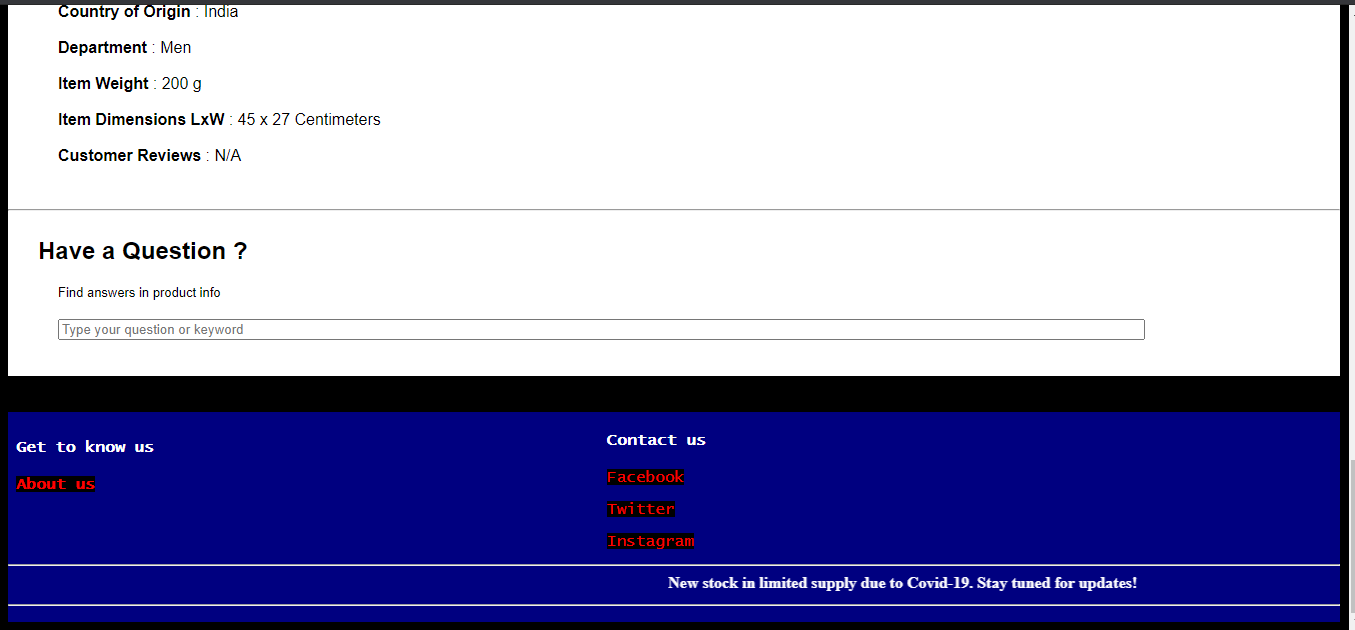 Country of Origin : India
Department : Men
Item Weight : 200 g
Item Dimensions LxW : 45 x 27 Centimeters
Customer Reviews : N/A
Have a Question ?
Find answers in product info
Type your question or keyword
Get to know us
About us
Contact us
Facebook
Twitter
Instagram
New stock in limited supply due to Covid-19. Stay tuned for updates!